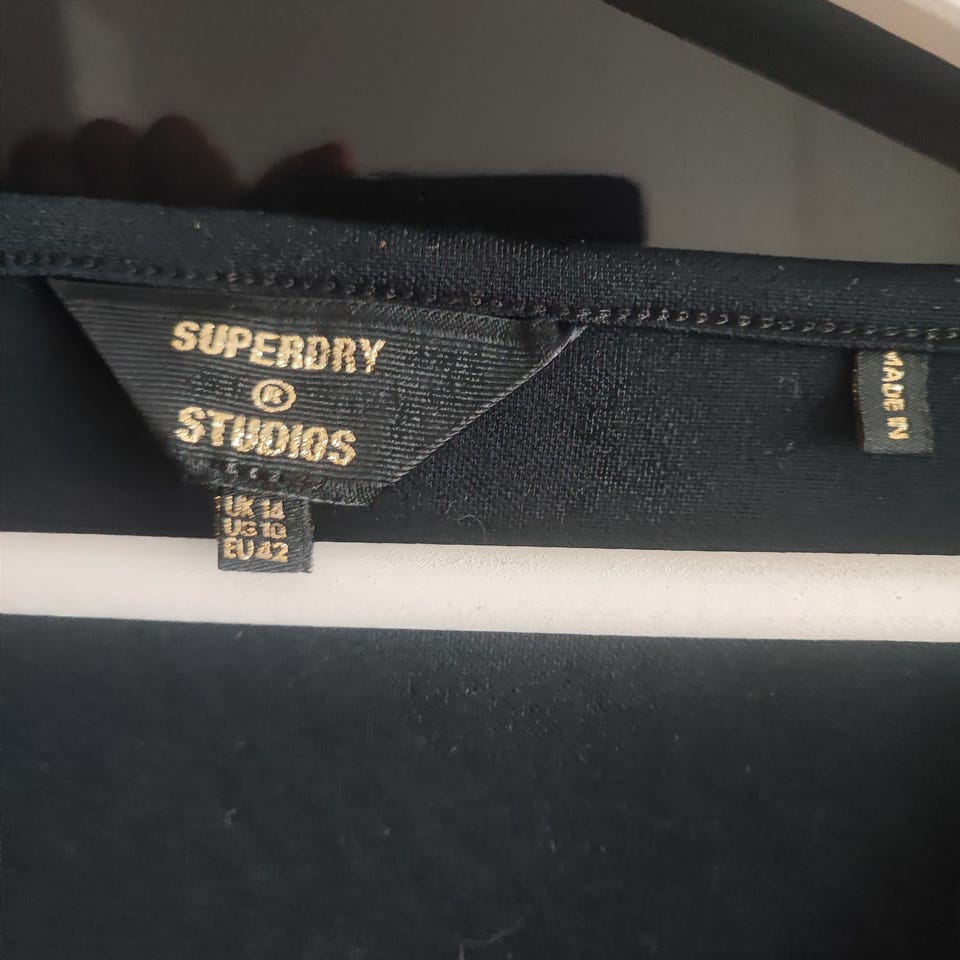 SUPERDRY
®
STUDIOS
UK 14
US 10
EU 42
MADE IN